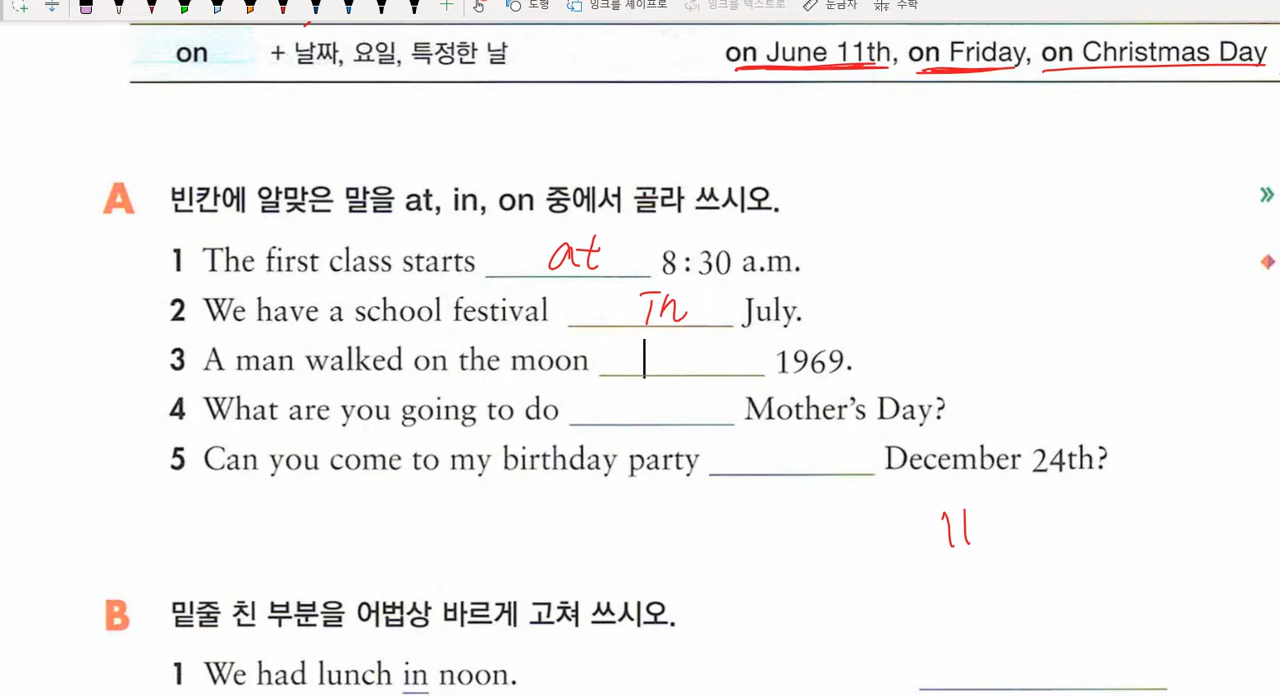 도형 잉크를 셰이프로 잉크를 텍스트로 눈금자 수학
on + 날짜, 요일, 특정한 날 on June 11th, on Friday, on Christmas Day
A 빈칸에 알맞은 말을 at, in, on 중에서 골라 쓰시오.
1 The first class starts at 8:30 a.m.
2 We have a school festival in July.
3 A man walked on the moon ________ 1969.
4 What are you going to do ________ Mother's Day?
5 Can you come to my birthday party ________ December 24th?
B 밑줄 친 부분을 어법상 바르게 고쳐 쓰시오.
1 We had lunch in noon. ________